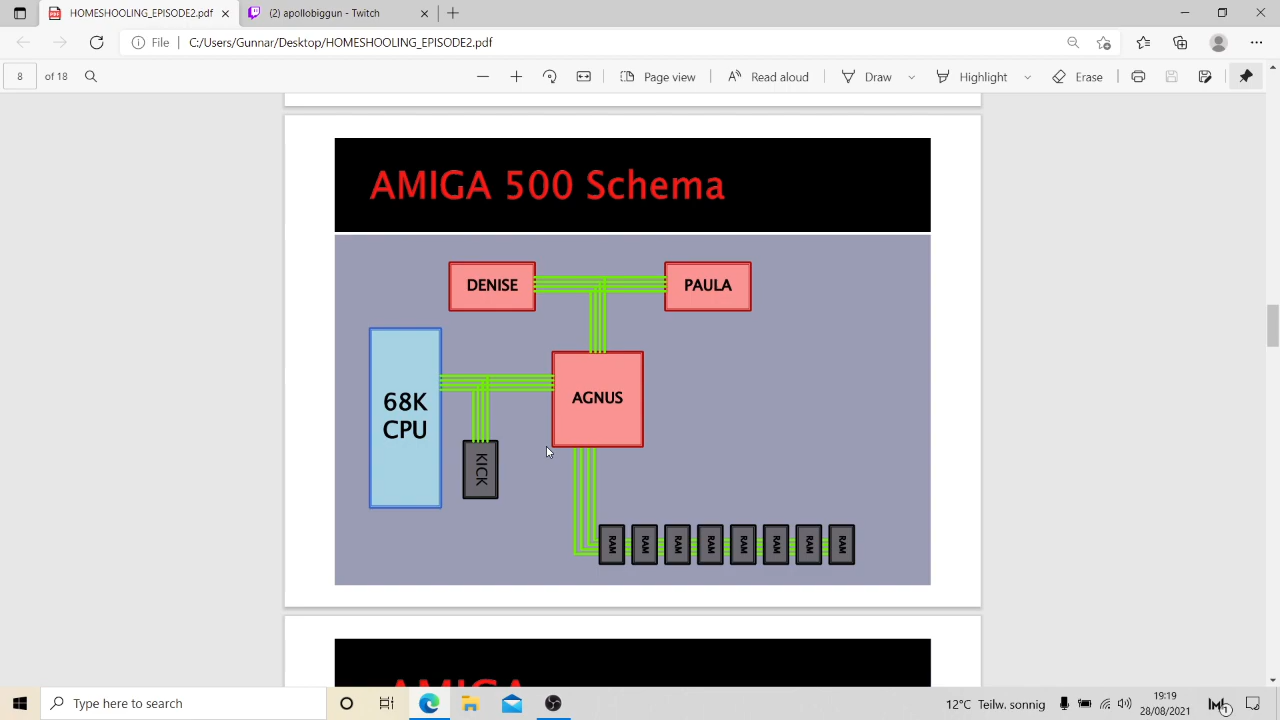 HOMESHOOLING_EPISODE2.pdf
apollobiggun - Twitch
File
C:/Users/Gunnar/Desktop/HOMESHOOLING_EPISODE2.pdf
8
of 18
Page view
Read aloud
Draw
Highlight
Erase
AMIGA 500 Schema
DENISE
PAULA
68K
CPU
AGNUS
KICK
RAM
RAM
RAM
RAM
RAM
RAM
RAM
RAM
AMIGA
Type here to search
12°C Teilw. sonnig
19:19
28/08/2021
1